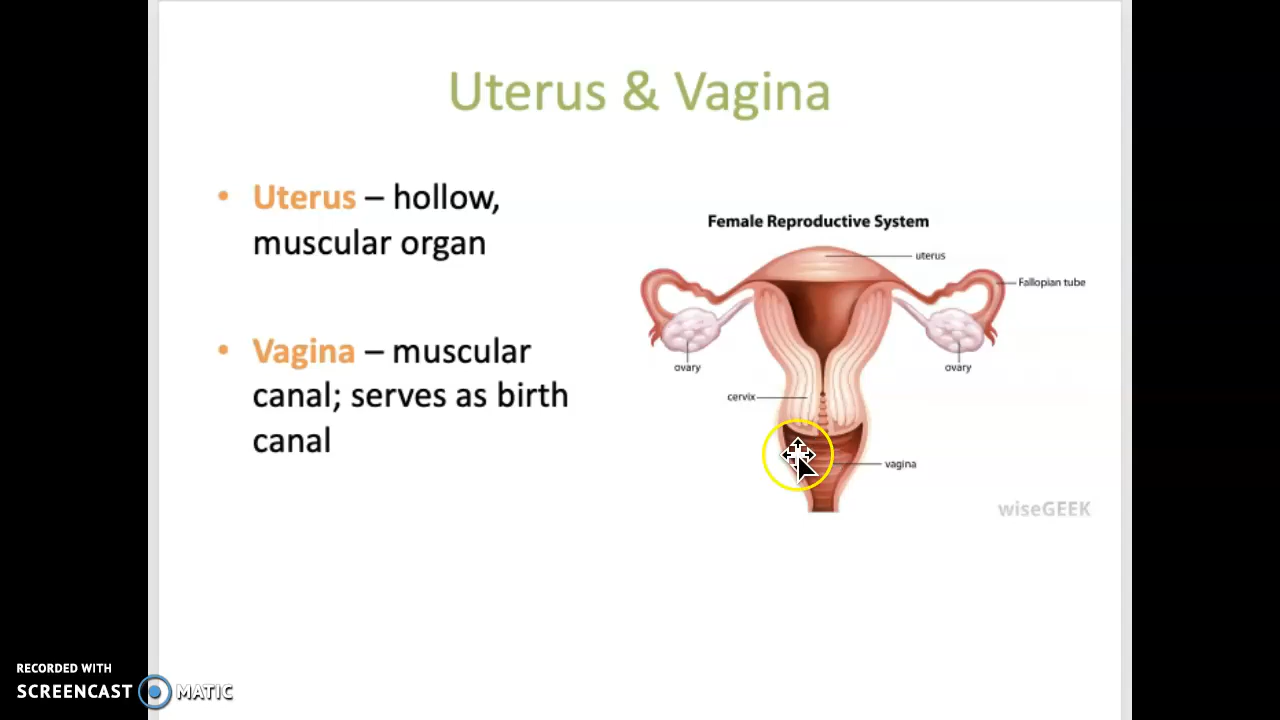 Uterus & Vagina
• Uterus – hollow,
muscular organ
• Vagina – muscular
canal; serves as birth
canal
Female Reproductive System
uterus
Fallopian tube
ovary
ovary
cervix
vagina
wiseGEEK
RECORDED WITH
SCREENCAST MATIC